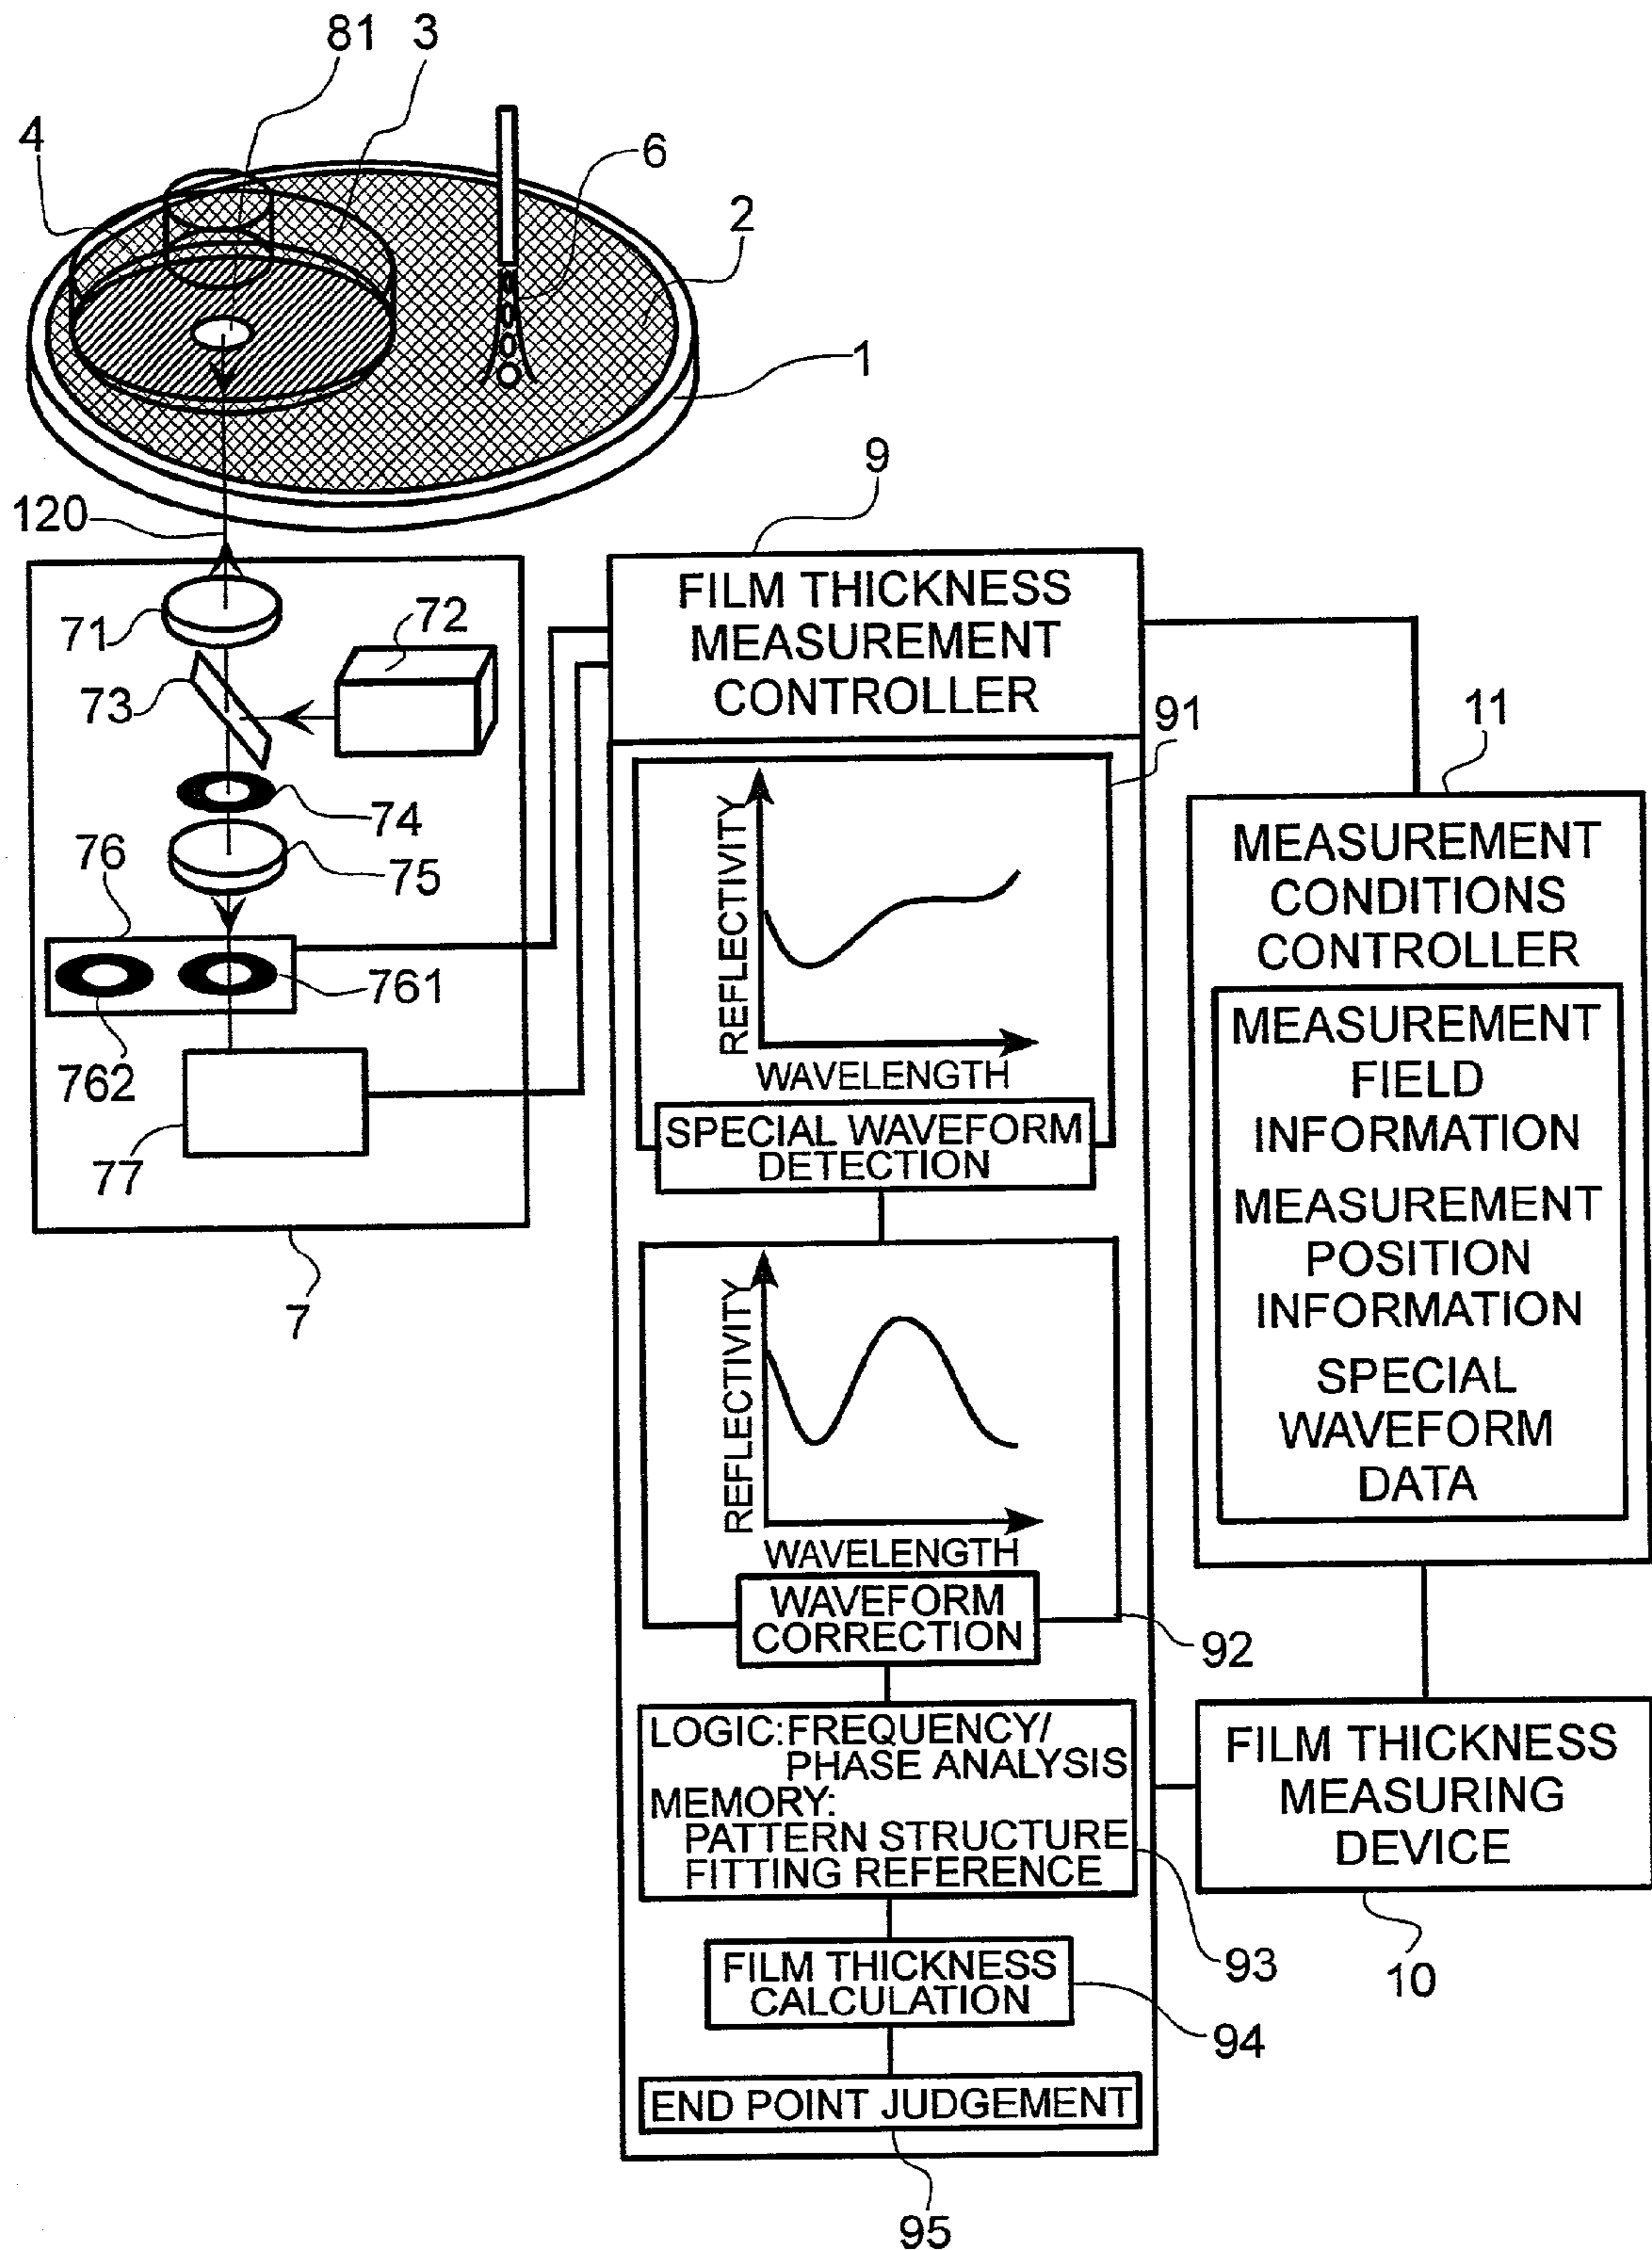 81
3
4
6
2
1
120
9
FILM THICKNESS
MEASUREMENT
CONTROLLER
71
72
73
74
75
76
761
762
77
7
91
REFLECTIVITY
WAVELENGTH
SPECIAL WAVEFORM
DETECTION
REFLECTIVITY
WAVELENGTH
WAVEFORM
CORRECTION
92
LOGIC:FREQUENCY/
PHASE ANALYSIS
MEMORY:
PATTERN STRUCTURE
FITTING REFERENCE
93
FILM THICKNESS
CALCULATION
94
END POINT JUDGEMENT
95
11
MEASUREMENT
CONDITIONS
CONTROLLER
MEASUREMENT
FIELD
INFORMATION
MEASUREMENT
POSITION
INFORMATION
SPECIAL
WAVEFORM
DATA
FILM THICKNESS
MEASURING
DEVICE
10